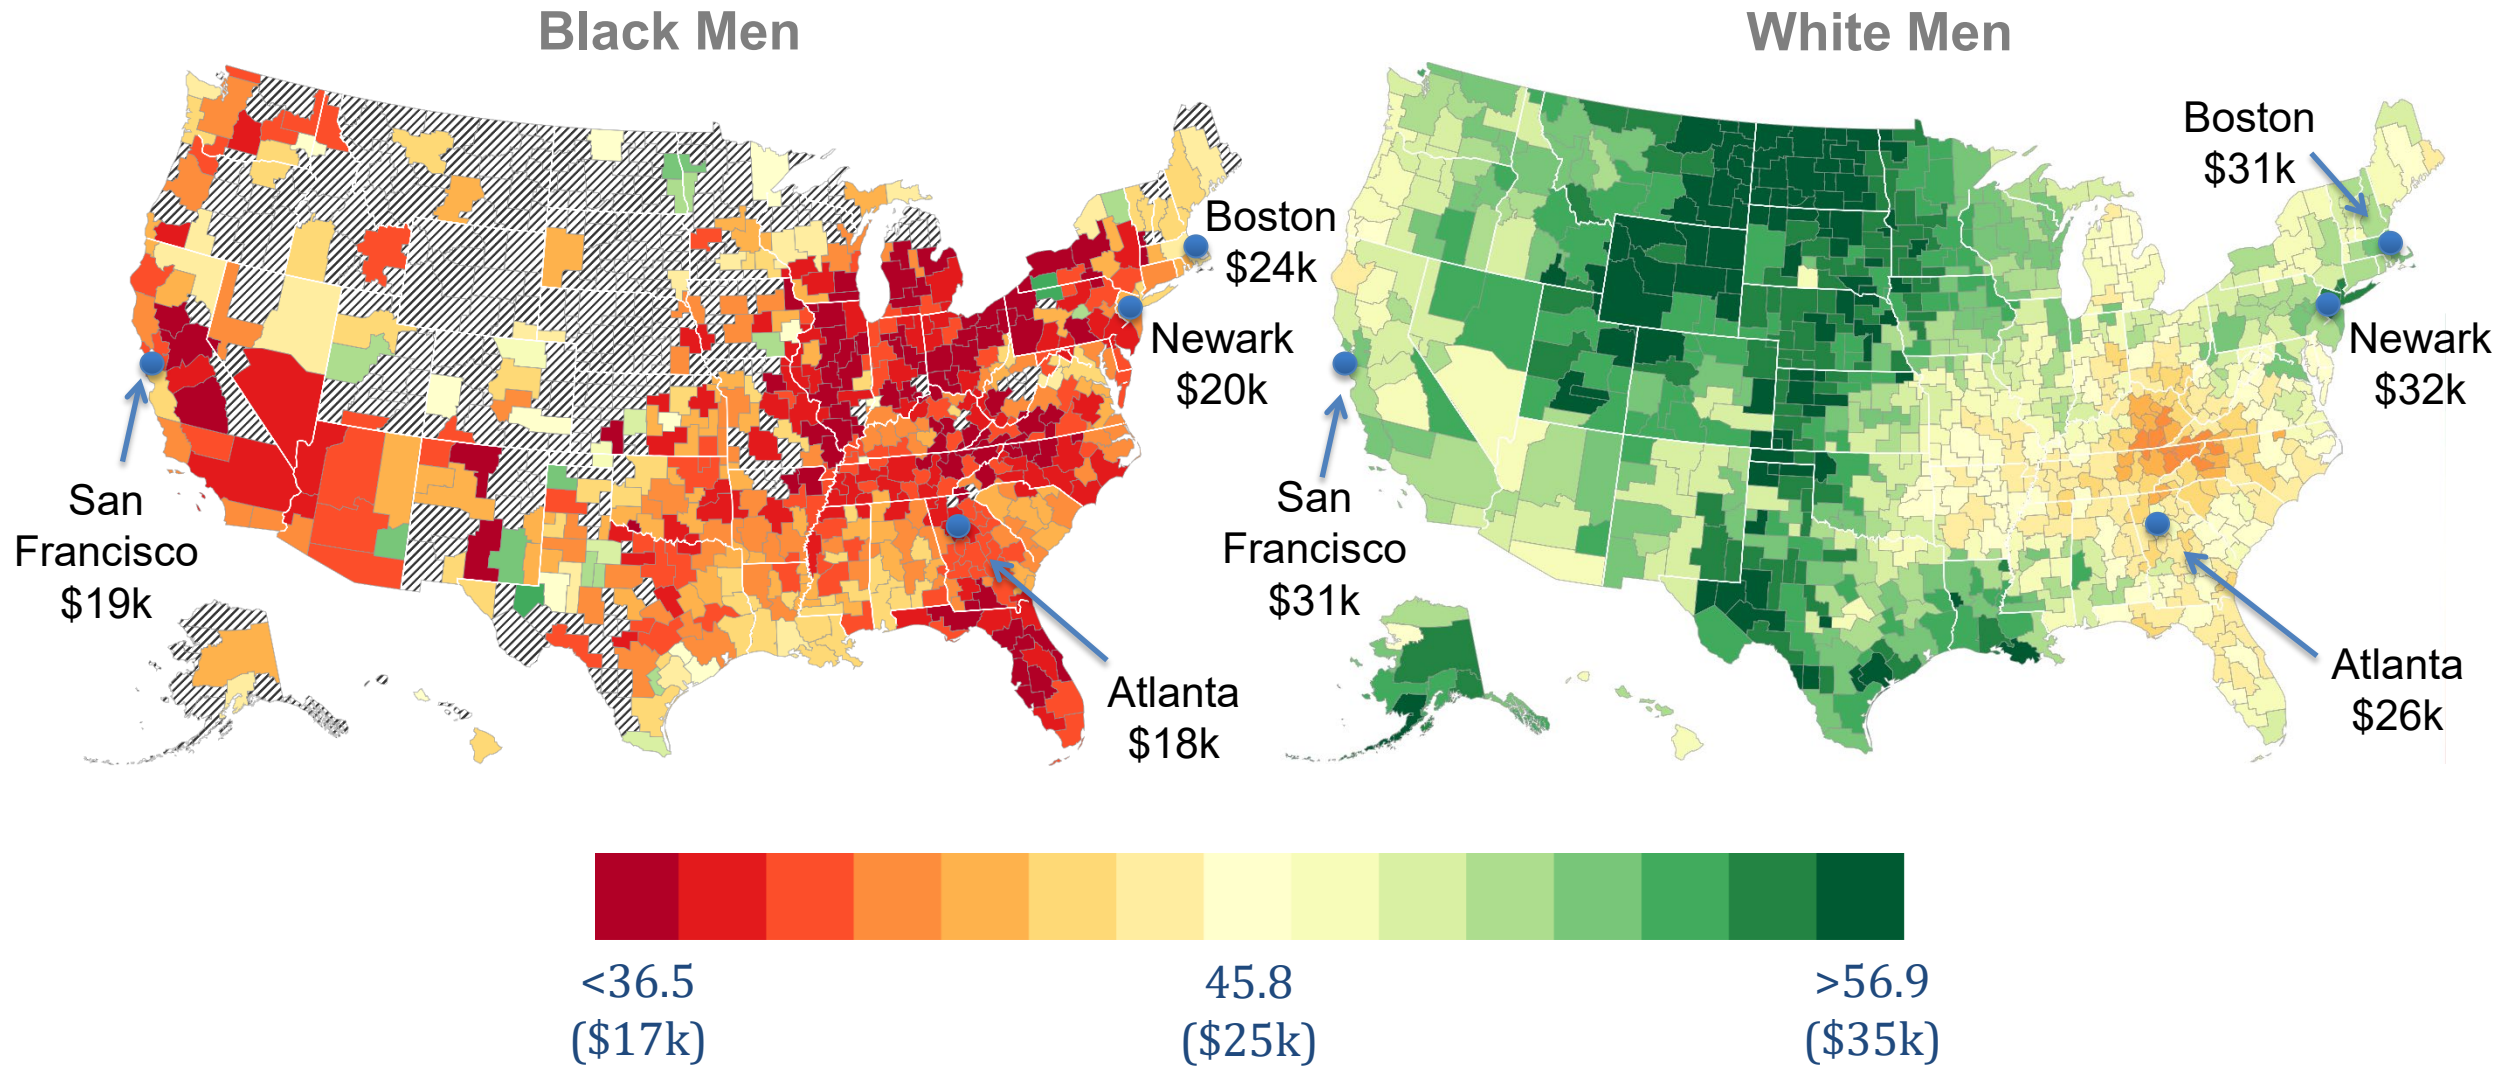 Black Men
White Men
Boston
$24k
Newark
$20k
San
Francisco
$19k
Atlanta
$18k
Boston
$31k
Newark
$32k
San
Francisco
$31k
Atlanta
$26k
<36.5
($17k)
45.8
($25k)
>56.9
($35k)